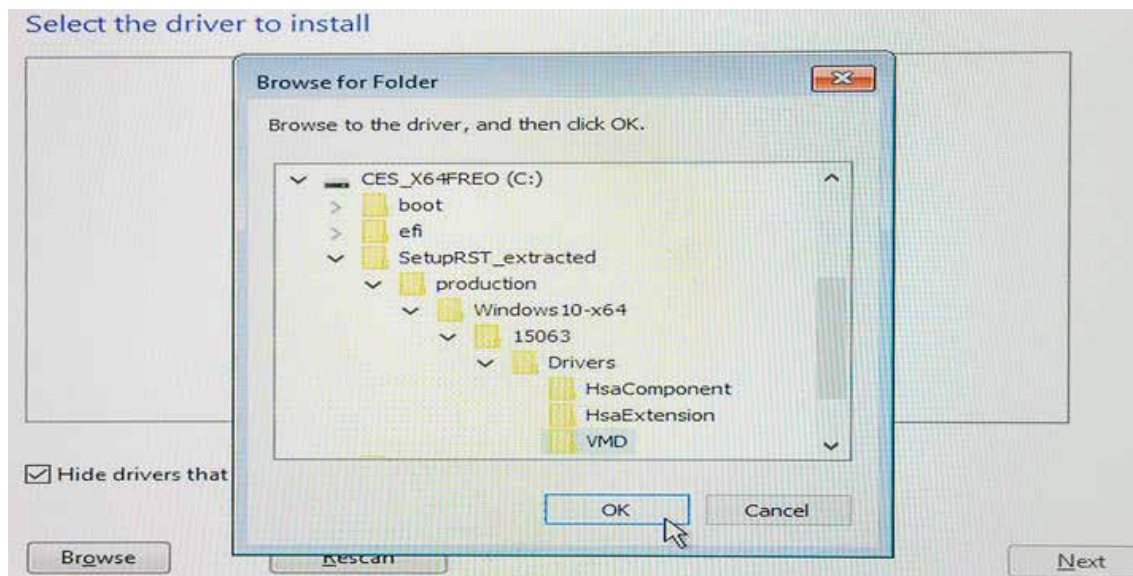 Select the driver to install
Browse for Folder
Browse to the driver, and then click OK.
CES_X64FREO (C:)
boot
efi
SetupRST_extracted
production
Windows10-x64
15063
Drivers
HsaComponent
HsaExtension
VMD
Hide drivers that
OK
Cancel
Browse
Rescan
Next